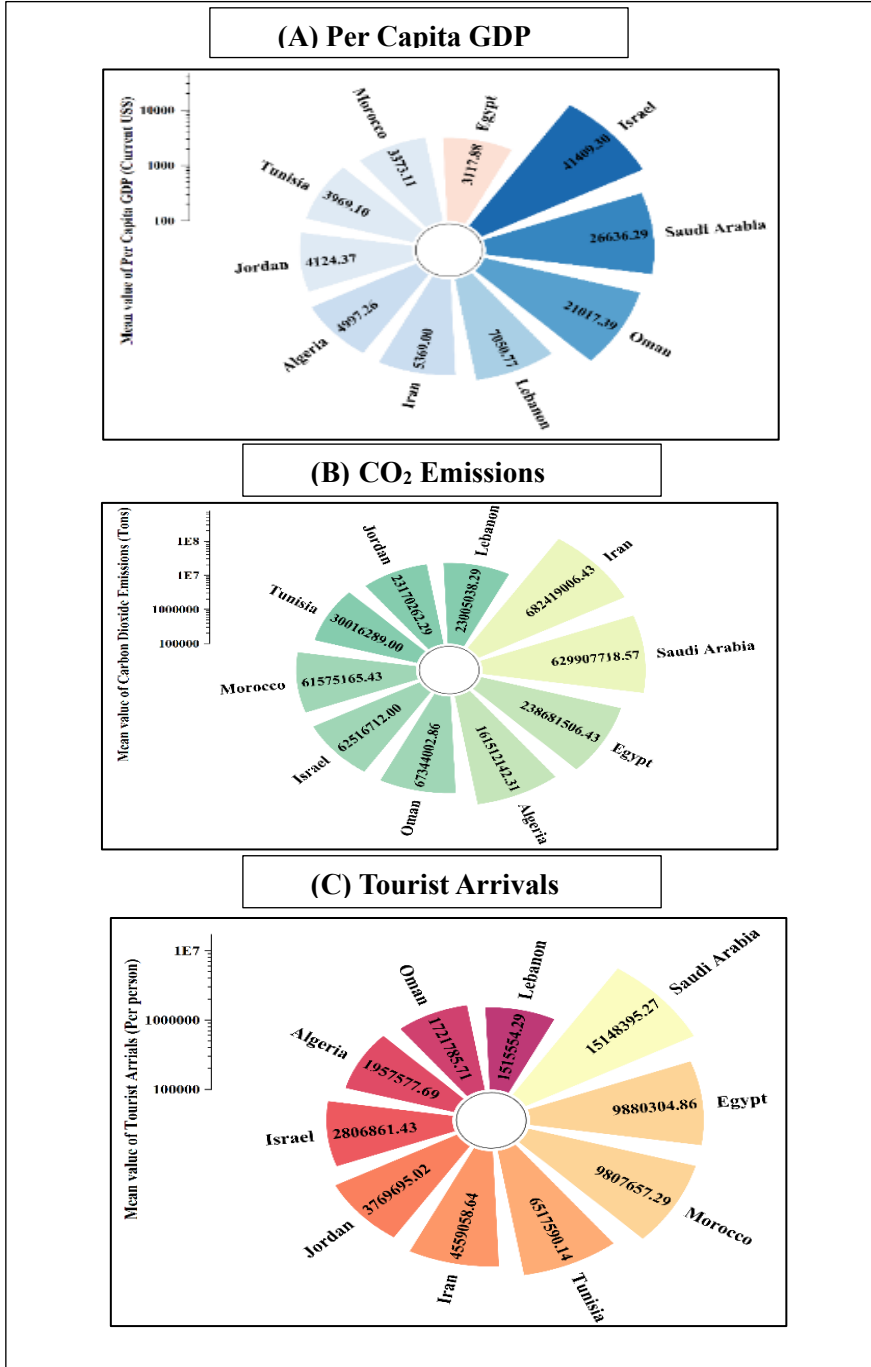 (A) Per Capita GDP
Mean value of Per Capita GDP (Current US$)
10000
1000
100
Egypt
3117.88
Israel
41409.30
Saudi Arabia
26636.29
Oman
21017.39
Lebanon
7050.77
Iran
5369.00
Algeria
4997.26
Jordan
4124.37
Tunisia
3969.10
Morocco
3373.11
(B) CO₂ Emissions
Mean value of Carbon Dioxide Emissions (Tons)
1E8
1E7
1000000
100000
Lebanon
23005038.29
Iran
682419006.43
Saudi Arabia
629907718.57
Egypt
238681506.43
Algeria
161512142.31
Oman
67344002.86
Israel
62516712.00
Morocco
61575165.43
Tunisia
30016289.00
Jordan
23170262.29
(C) Tourist Arrivals
Mean value of Tourist Arrials (Per person)
1E7
1000000
100000
Lebanon
1515554.29
Saudi Arabia
15148395.27
Egypt
9880304.86
Morocco
9807657.29
Tunisia
6517590.14
Iran
4559058.64
Jordan
3769695.02
Israel
2806861.43
Algeria
1957577.69
Oman
1721785.71